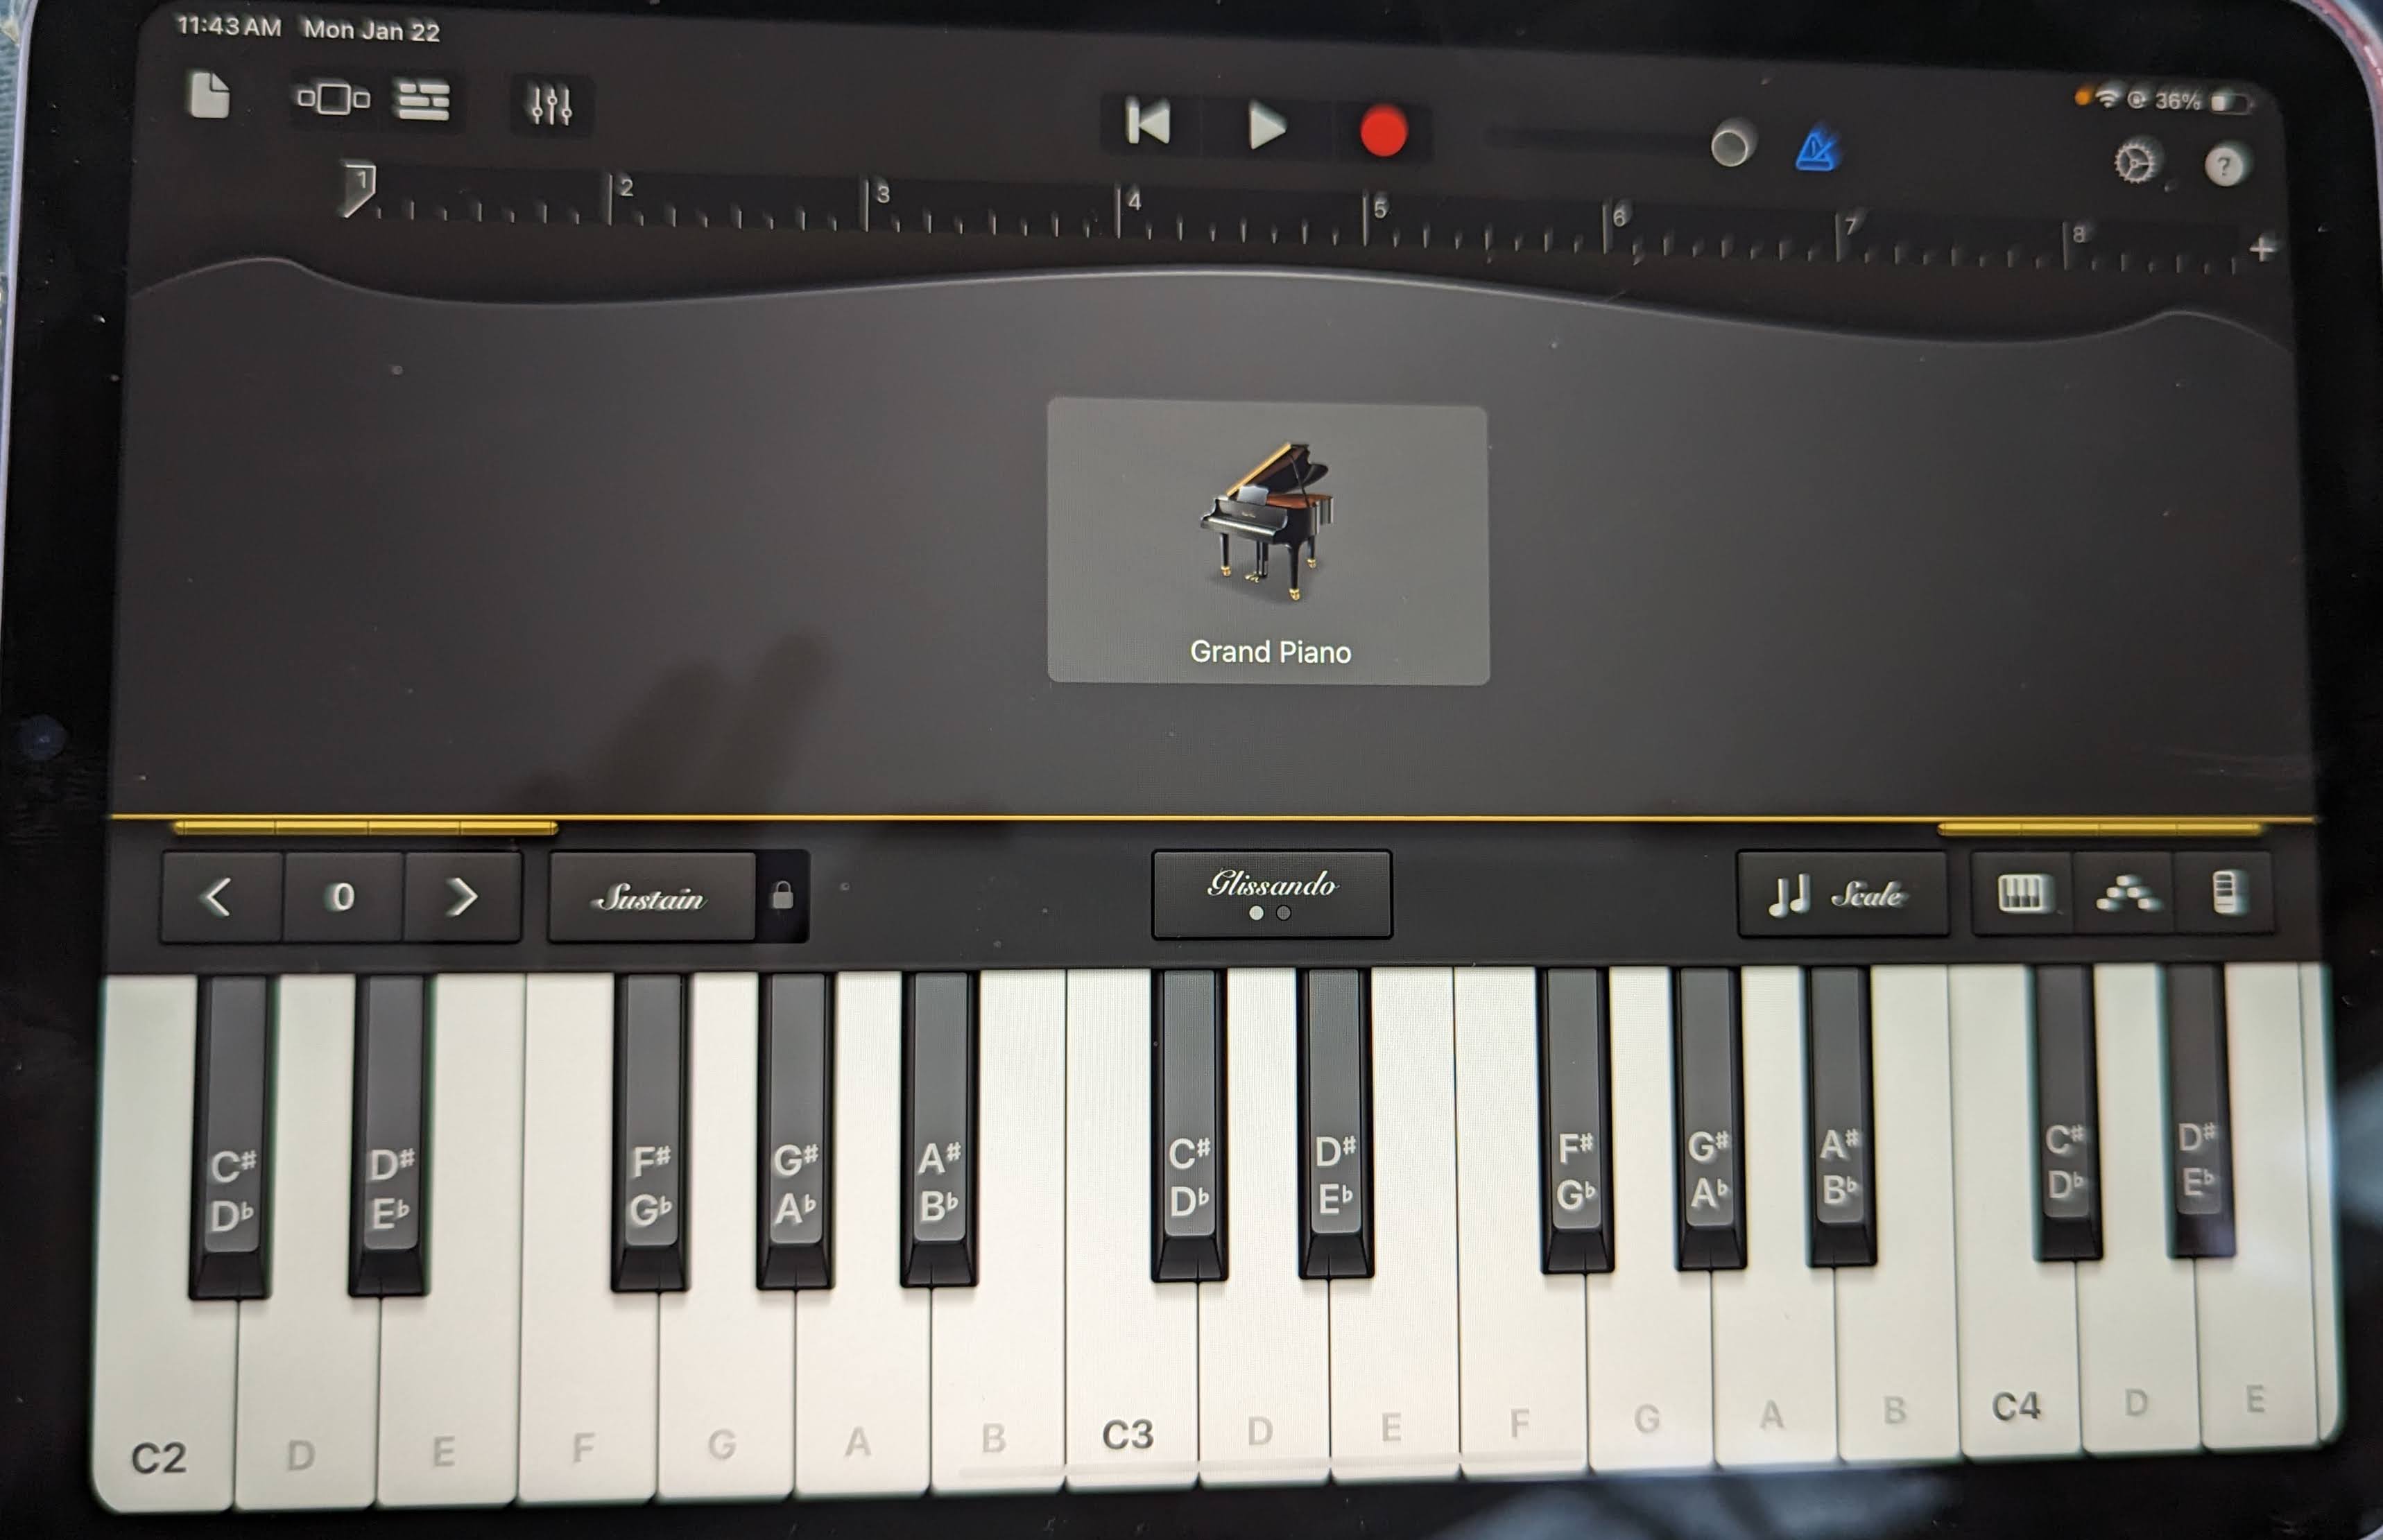 11:43 AM Mon Jan 22
36%
1 2 3 4 5 6 7 8 +
?
Grand Piano
0 Sustain Glissando Scale
C# D# F# G# A# C# D# F# G# A# C# D#
D♭ E♭ G♭ A♭ B♭ D♭ E♭ G♭ A♭ B♭ D♭ E♭
C2 D E F G A B C3 D E F G A B C4 D E